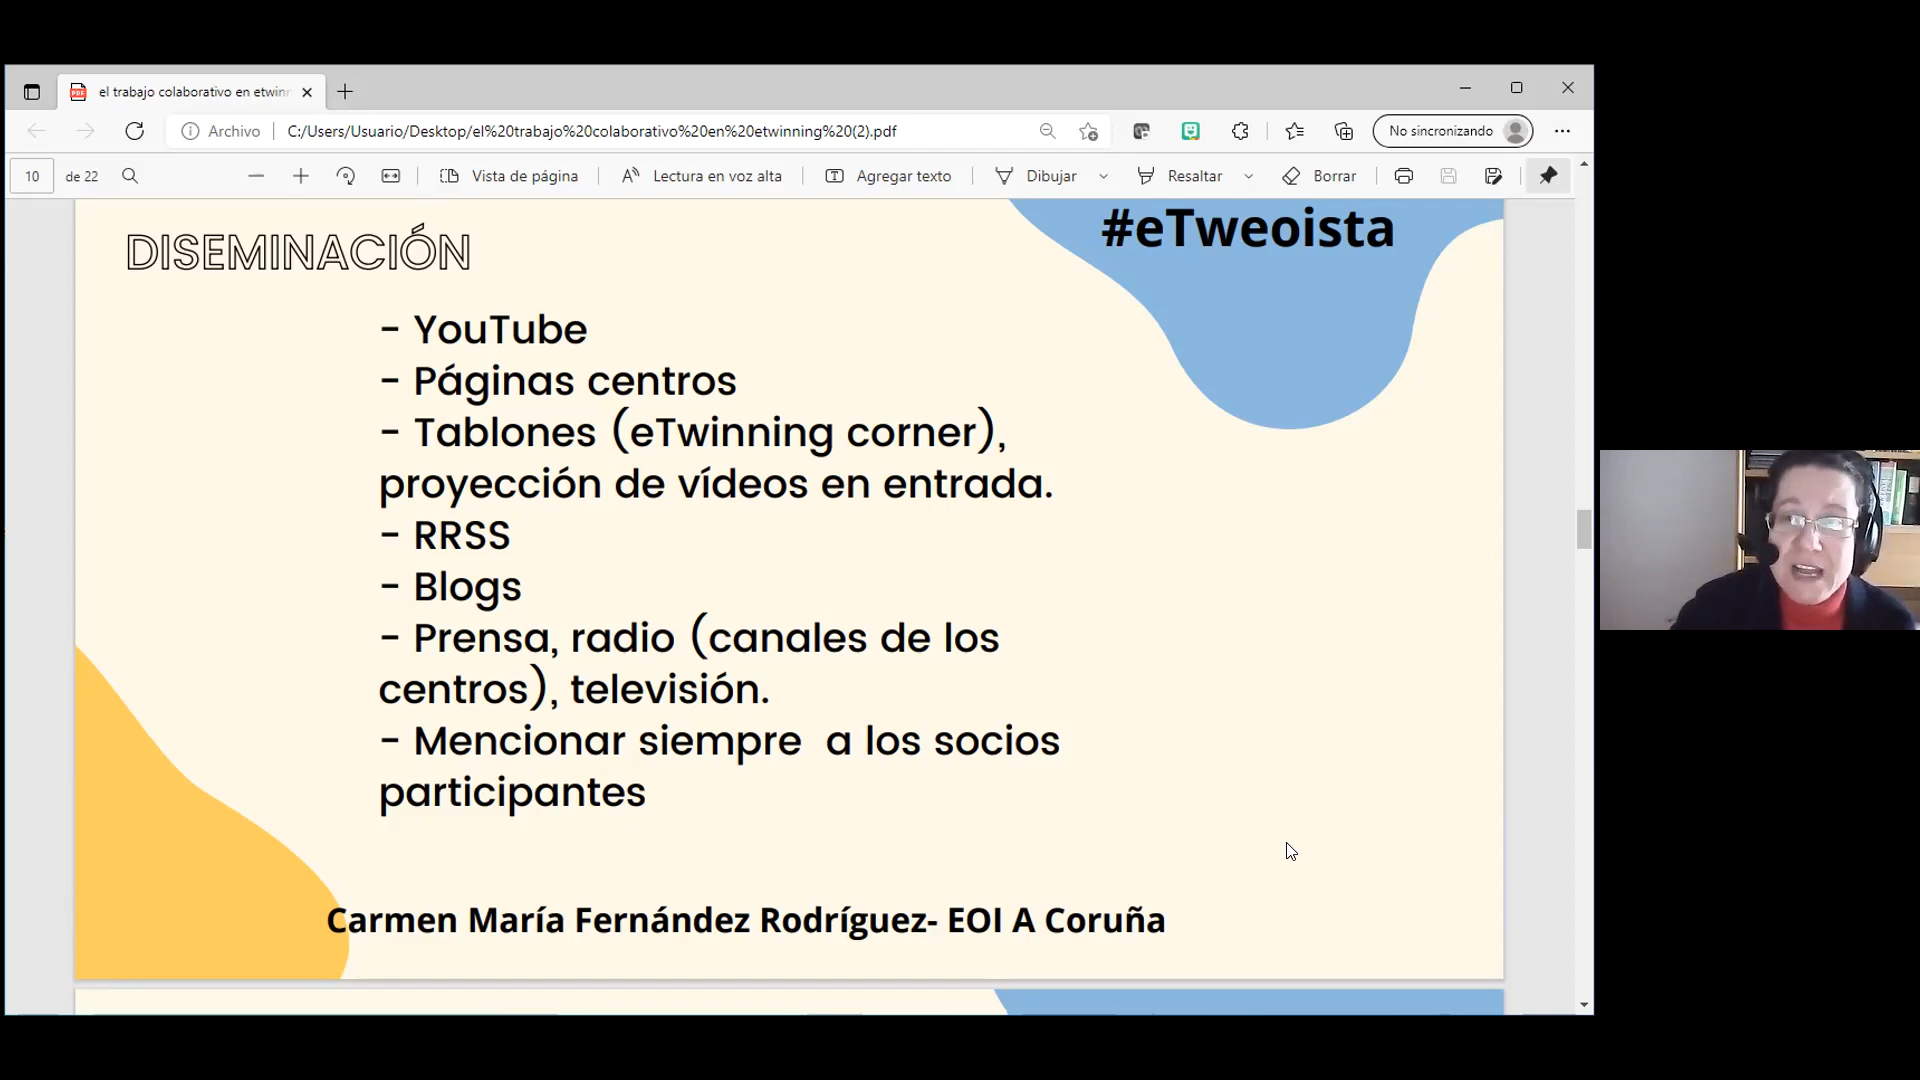 el trabajo colaborativo en etwinn
Archivo
C:/Users/Usuario/Desktop/el%20trabajo%20colaborativo%20en%20etwinning%20(2).pdf
No sincronizando
10 de 22
Vista de página
Lectura en voz alta
Agregar texto
Dibujar
Resaltar
Borrar
#eTweoista
DISEMINACIÓN
- YouTube
- Páginas centros
- Tablones (eTwinning corner),
proyección de vídeos en entrada.
- RRSS
- Blogs
- Prensa, radio (canales de los
centros), televisión.
- Mencionar siempre  a los socios
participantes
Carmen María Fernández Rodríguez- EOI A Coruña